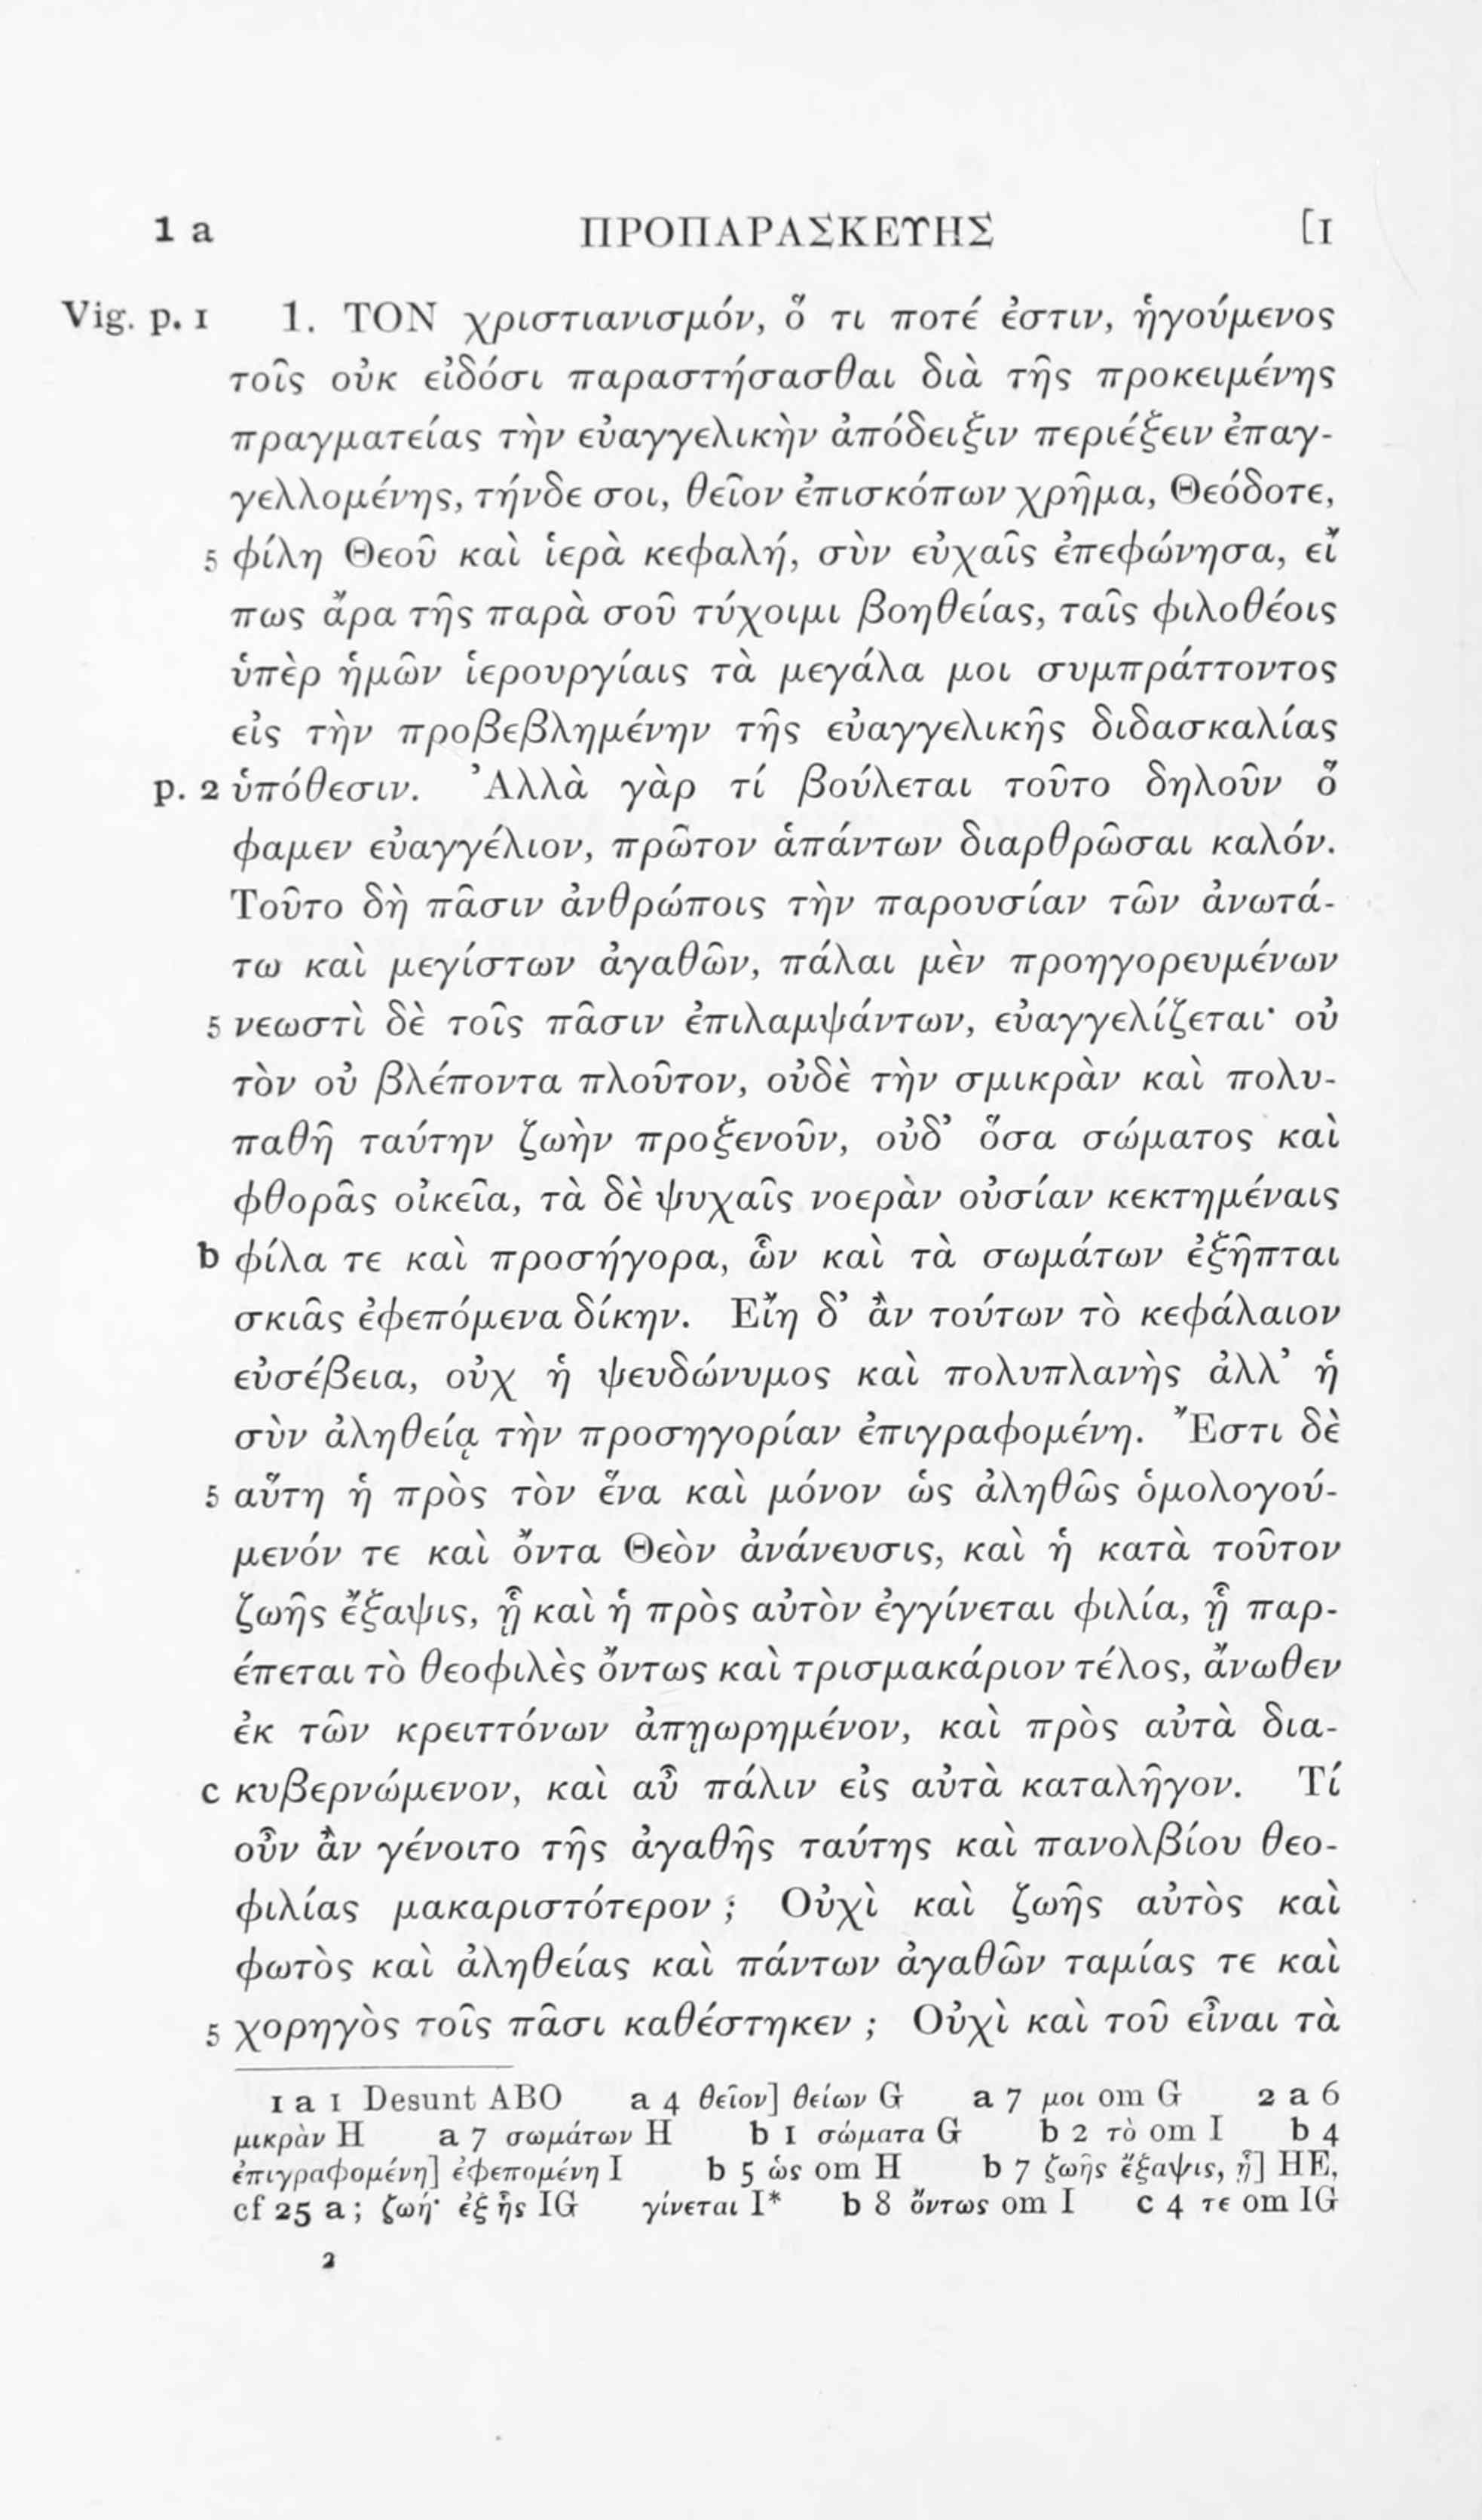 1 a ΠΡΟΠΑΡΑΣΚΕΥΗΣ [1
Vig. p. 1 1. ΤΟΝ χριστιανισμόν, ὅ τι ποτέ ἐστιν, ἡγούμενος
τοῖς οὐκ εἰδόσι παραστήσασθαι διὰ τῆς προκειμένης
πραγματείας τὴν εὐαγγελικὴν ἀπόδειξιν περιέξειν ἐπαγ-
γελλομένης, τήνδε σοι, θεῖον ἐπισκόπων χρῆμα, Θεόδοτε,
5 φίλη Θεοῦ καὶ ἱερὰ κεφαλή, σὺν εὐχαῖς ἐπεφώνησα, εἴ
πως ἄρα τῆς παρὰ σοῦ τύχοιμι βοηθείας, ταῖς φιλοθέοις
ὑπὲρ ἡμῶν ἱερουργίαις τὰ μεγάλα μοι συμπράττοντος
εἰς τὴν προβεβλημένην τῆς εὐαγγελικῆς διδασκαλίας
p. 2 ὑπόθεσιν. Ἀλλὰ γὰρ τί βούλεται τοῦτο δηλοῦν ὅ
φαμεν εὐαγγέλιον, πρῶτον ἁπάντων διαρθρῶσαι καλόν.
Τοῦτο δὴ πᾶσιν ἀνθρώποις τὴν παρουσίαν τῶν ἀνωτά-
τω καὶ μεγίστων ἀγαθῶν, πάλαι μὲν προηγορευμένων
5 νεωστὶ δὲ τοῖς πᾶσιν ἐπιλαμψάντων, εὐαγγελίζεται· οὐ
τὸν οὐ βλέποντα πλοῦτον, οὐδὲ τὴν σμικρὰν καὶ πολυ-
παθῆ ταύτην ζωὴν προξενοῦν, οὐδ’ ὅσα σώματος καὶ
φθορᾶς οἰκεῖα, τὰ δὲ ψυχαῖς νοερὰν οὐσίαν κεκτημέναις
b φίλα τε καὶ προσήγορα, ὧν καὶ τὰ σωμάτων ἐξῆπται
σκιᾶς ἐφεπόμενα δίκην. Εἴη δ’ ἂν τούτων τὸ κεφάλαιον
εὐσέβεια, οὐχ ἡ ψευδώνυμος καὶ πολυπλανὴς ἀλλ’ ἡ
σὺν ἀληθείᾳ τὴν προσηγορίαν ἐπιγραφομένη. Ἔστι δὲ
5 αὕτη ἡ πρὸς τὸν ἕνα καὶ μόνον ὡς ἀληθῶς ὁμολογού-
μενόν τε καὶ ὄντα Θεὸν ἀνάνευσις, καὶ ἡ κατὰ τοῦτον
ζωῆς ἔξαψις, ᾗ καὶ ἡ πρὸς αὐτὸν ἐγγίνεται φιλία, ᾗ παρ-
έπεται τὸ θεοφιλὲς ὄντως καὶ τρισμακάριον τέλος, ἄνωθεν
ἐκ τῶν κρειττόνων ἀπῃωρημένον, καὶ πρὸς αὐτὰ δια-
c κυβερνώμενον, καὶ αὖ πάλιν εἰς αὐτὰ καταλῆγον. Τί
οὖν ἂν γένοιτο τῆς ἀγαθῆς ταύτης καὶ πανολβίου θεο-
φιλίας μακαριστότερον ; Οὐχὶ καὶ ζωῆς αὐτὸς καὶ
φωτὸς καὶ ἀληθείας καὶ πάντων ἀγαθῶν ταμίας τε καὶ
5 χορηγὸς τοῖς πᾶσι καθέστηκεν ; Οὐχὶ καὶ τοῦ εἶναι τὰ
1 a 1 Desunt ABO a 4 θεῖον] θείων G a 7 μοι om G 2 a 6
μικρὰν H a 7 σωμάτων H b 1 σώματα G b 2 τὸ om I b 4
ἐπιγραφομένη] ἐφεπομένη I b 5 ὡς om H b 7 ζωῆς ἔξαψις, ᾗ] HE,
cf 25 a ; ζωή· ἐξ ἧς IG γίνεται I* b 8 ὄντως om I c 4 τε om IG
2